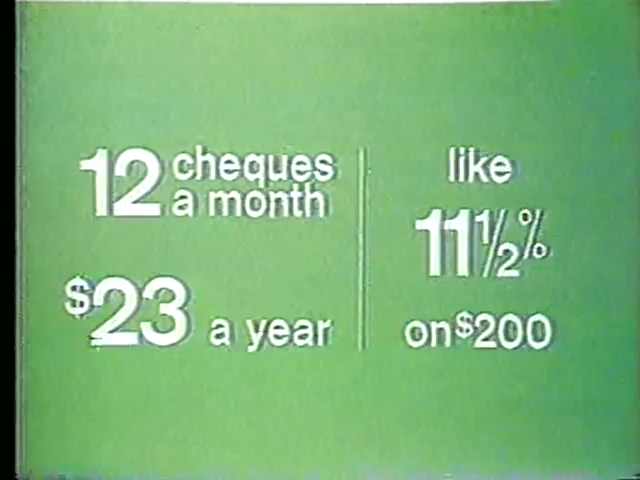 12 cheques
a month
$23 a year
like
11½%
on $200